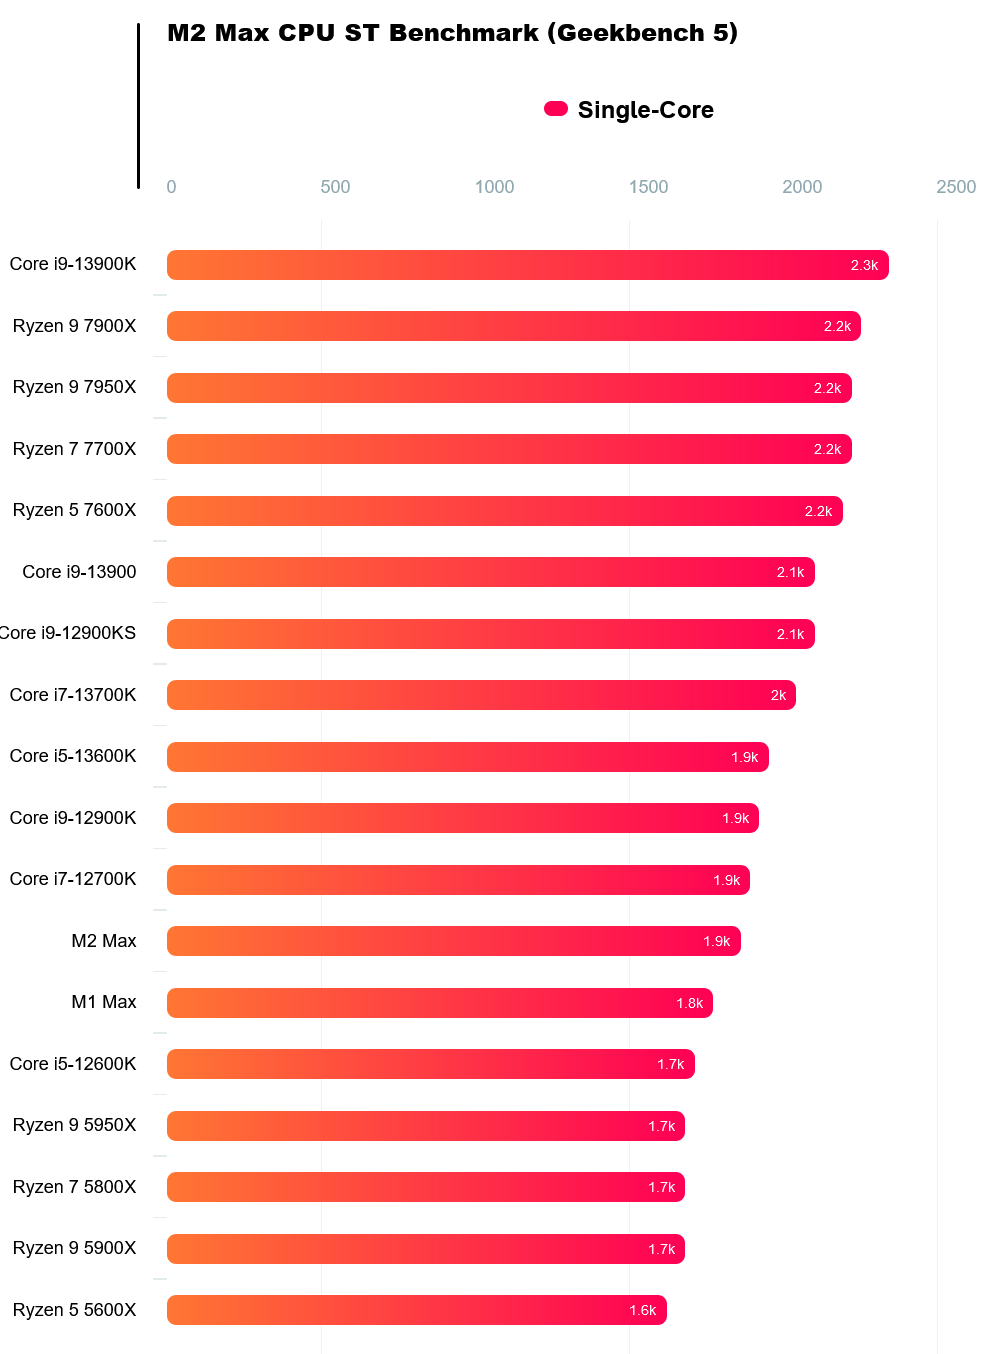 M2 Max CPU ST Benchmark (Geekbench 5)
Single-Core
0 500 1000 1500 2000 2500
Core i9-13900K 2.3k
Ryzen 9 7900X 2.2k
Ryzen 9 7950X 2.2k
Ryzen 7 7700X 2.2k
Ryzen 5 7600X 2.2k
Core i9-13900 2.1k
Core i9-12900KS 2.1k
Core i7-13700K 2k
Core i5-13600K 1.9k
Core i9-12900K 1.9k
Core i7-12700K 1.9k
M2 Max 1.9k
M1 Max 1.8k
Core i5-12600K 1.7k
Ryzen 9 5950X 1.7k
Ryzen 7 5800X 1.7k
Ryzen 9 5900X 1.7k
Ryzen 5 5600X 1.6k